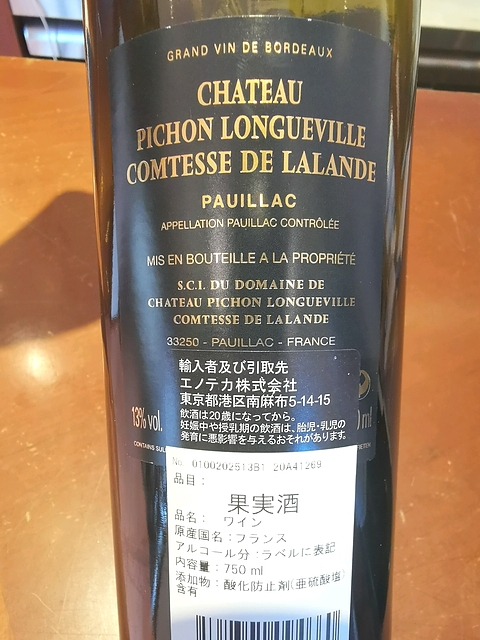 GRAND VIN DE BORDEAUX
CHATEAU
PICHON LONGUEVILLE
COMTESSE DE LALANDE
PAUILLAC
APPELLATION PAUILLAC CONTRÔLÉE
MIS EN BOUTEILLE A LA PROPRIÉTÉ
S.C.I. DU DOMAINE DE
CHATEAU PICHON LONGUEVILLE
COMTESSE DE LALANDE
33250 - PAUILLAC - FRANCE
輸入者及び引取先
エノテカ株式会社
東京都港区南麻布5-14-15
飲酒は20歳になってから。
妊娠中や授乳期の飲酒は、胎児・乳児の
発育に悪影響を与えるおそれがあります。
13% vol.
0 ml
CONTAINS SUL
No. 0100202513B1 20A41269
品目：
果実酒
品名： ワイン
原産国名：フランス
アルコール分：ラベルに表記
内容量：750 ml
添加物：酸化防止剤(亜硫酸塩)
含有